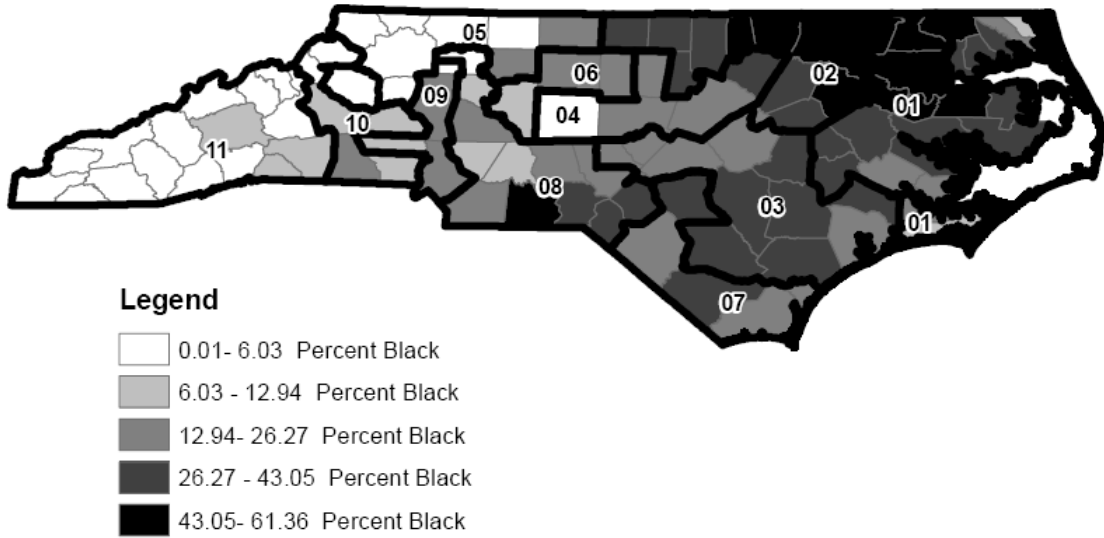 05
06
02
09
01
04
10
11
08
03
01
07
Legend
0.01- 6.03 Percent Black
6.03 - 12.94 Percent Black
12.94- 26.27 Percent Black
26.27 - 43.05 Percent Black
43.05- 61.36 Percent Black